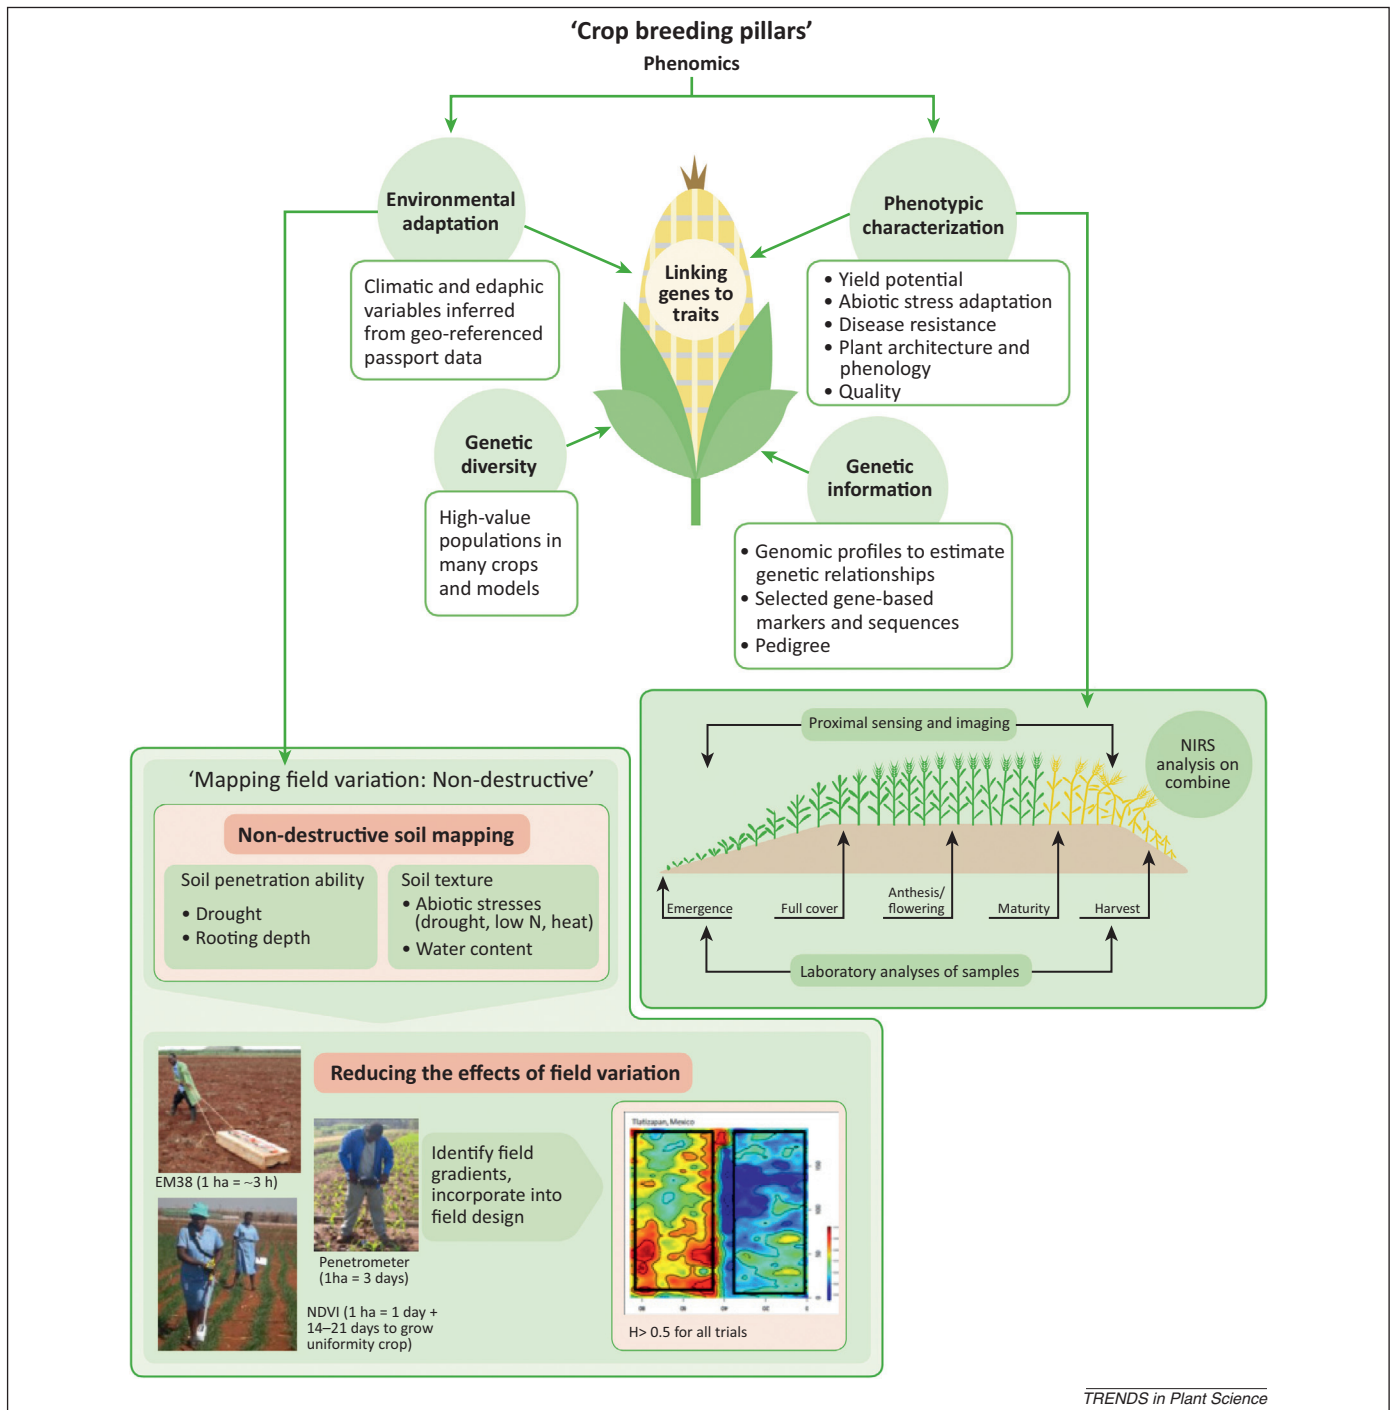 ‘Crop breeding pillars’
Phenomics
Environmental
adaptation
Climatic and edaphic
variables inferred
from geo-referenced
passport data
Linking
genes to
traits
Phenotypic
characterization
• Yield potential
• Abiotic stress adaptation
• Disease resistance
• Plant architecture and
phenology
• Quality
Genetic
diversity
High-value
populations in
many crops
and models
Genetic
information
• Genomic profiles to estimate
genetic relationships
• Selected gene-based
markers and sequences
• Pedigree
Proximal sensing and imaging
NIRS
analysis on
combine
Emergence
Full cover
Anthesis/
flowering
Maturity
Harvest
Laboratory analyses of samples
‘Mapping field variation: Non-destructive’
Non-destructive soil mapping
Soil penetration ability
• Drought
• Rooting depth
Soil texture
• Abiotic stresses
(drought, low N, heat)
• Water content
Reducing the effects of field variation
EM38 (1 ha = ~3 h)
Penetrometer
(1ha = 3 days)
NDVI (1 ha = 1 day +
14–21 days to grow
uniformity crop)
Identify field
gradients,
incorporate into
field design
Tlatizapan, Mexico
H> 0.5 for all trials
TRENDS in Plant Science